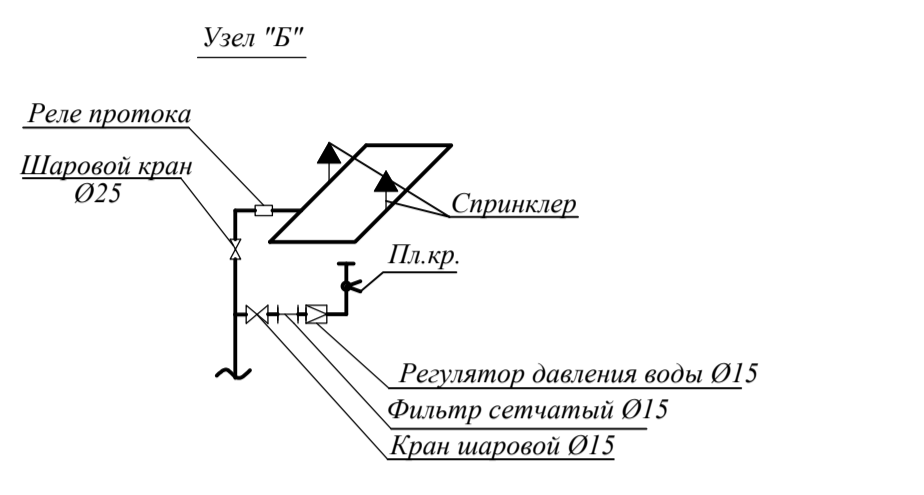 Узел "Б"
Реле протока
Шаровой кран
Ø25
Спринклер
Пл.кр.
Регулятор давления воды Ø15
Фильтр сетчатый Ø15
Кран шаровой Ø15